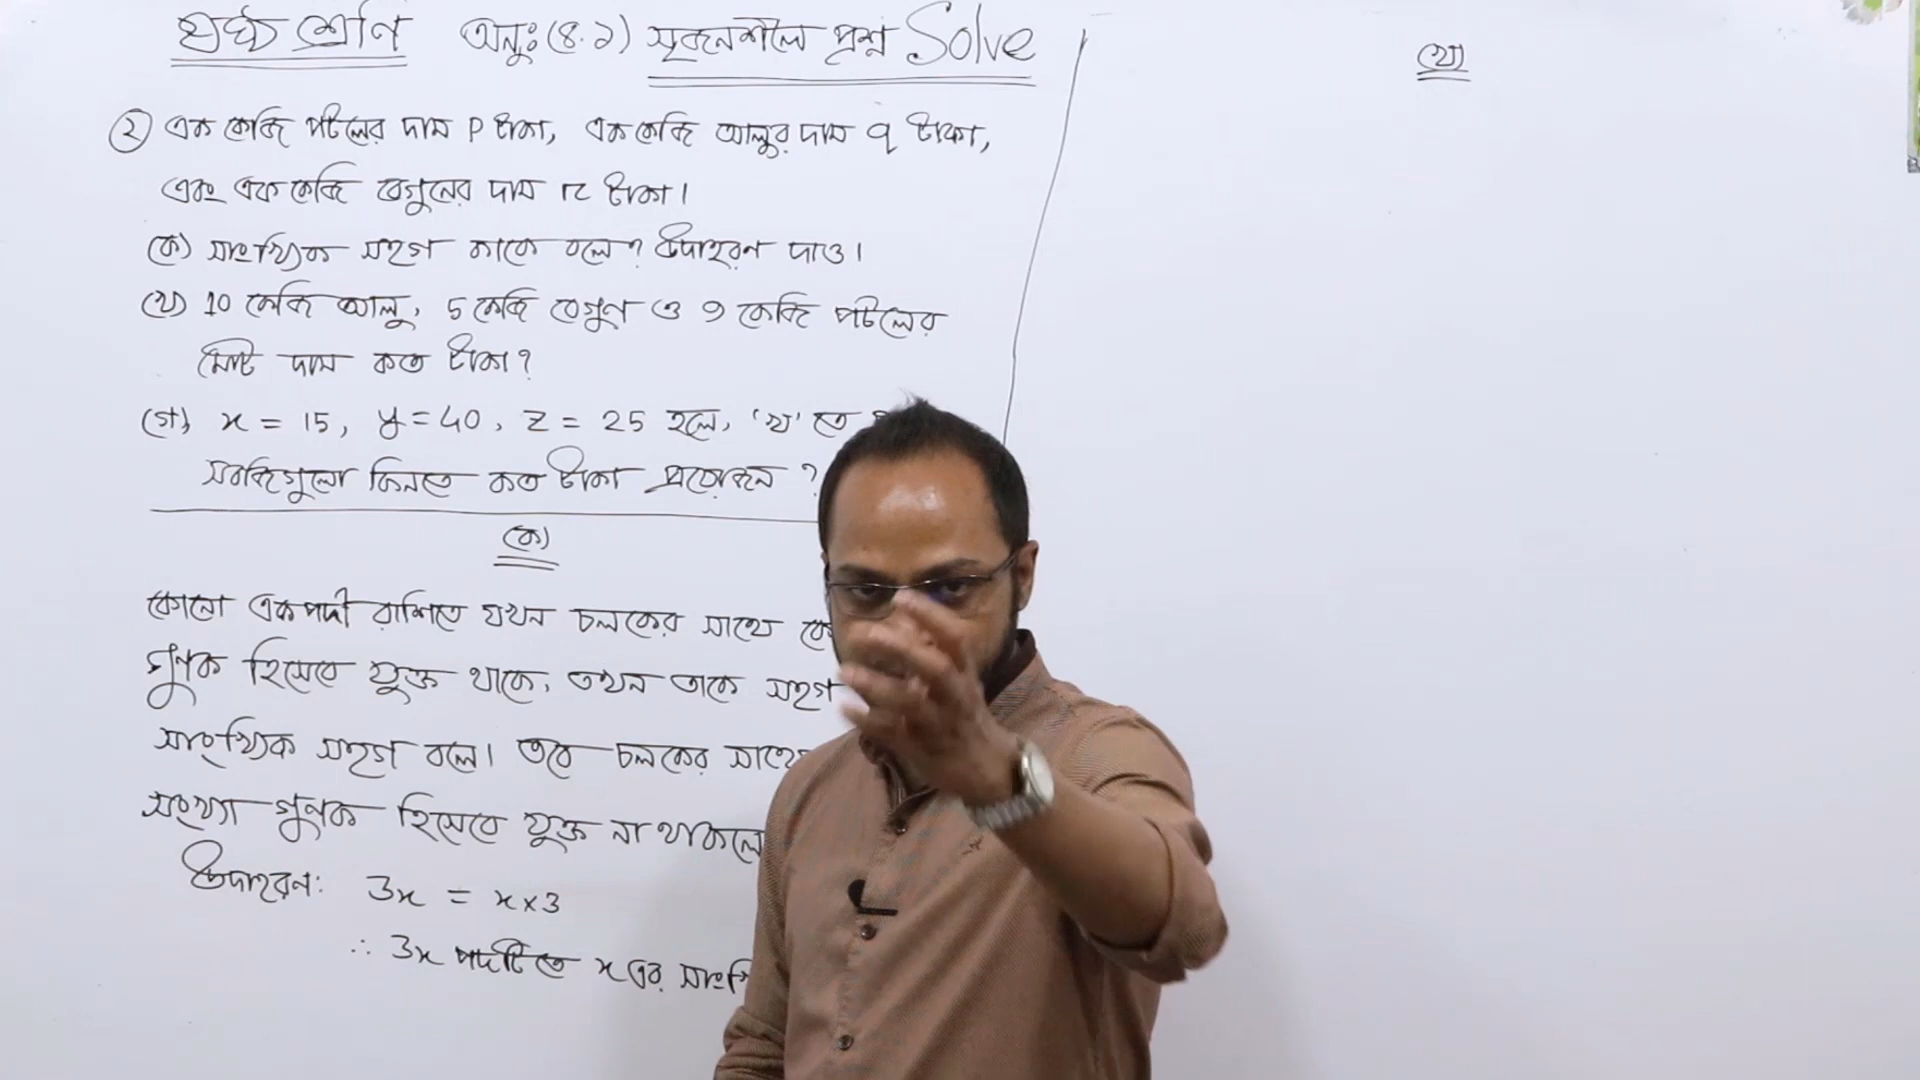 ষষ্ঠ শ্রেণি অনুঃ(৪.১) সৃজনশীল প্রশ্ন Solve
(২) এক কেজি পটলের দাম P টাকা, এক কেজি আলুর দাম q টাকা,
এবং এক কেজি বেগুনের দাম r টাকা।
(ক) সাংখ্যিক সহগ কাকে বলে? উদাহরণ দাও।
(খ) 10 কেজি আলু, 5 কেজি বেগুণ ও 9 কেজি পটলের
মোট দাম কত টাকা?
(গ) x = 15, y = 40, z = 25 হলে, 'খ' তে
সবজিগুলো কিনতে কত টাকা প্রয়োজন?
(ক)
কোনো একপদী রাশিতে যখন চলকের সাথে
গুণক হিসেবে যুক্ত থাকে, তখন তাকে সহগ
সাংখ্যিক সহগ বলে। তবে চলকের সাথে
সংখ্যা গুণক হিসেবে যুক্ত না থাকলে
উদাহরণ: 3x = x×3
∴ 3x পদটিতে x এর
(খ)